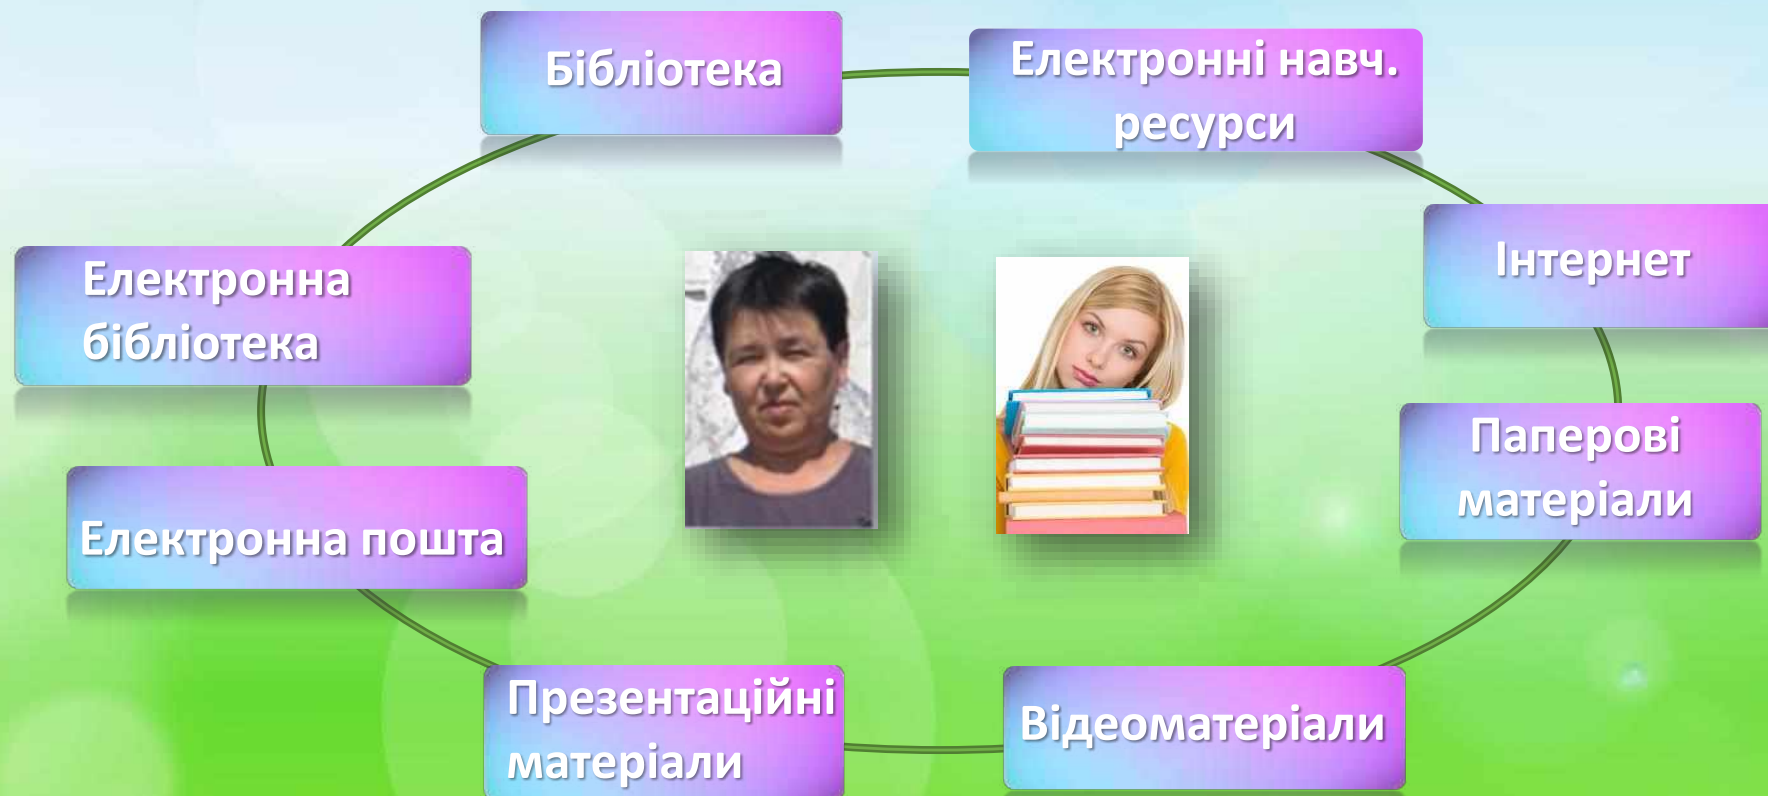 Бібліотека
Електронні навч.
ресурси
Інтернет
Електронна
бібліотека
Паперові
матеріали
Електронна пошта
Презентаційні
матеріали
Відеоматеріали